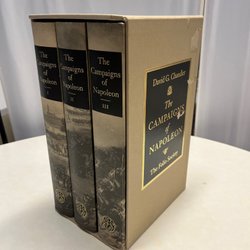 The
Campaigns
of
Napoleon
I
The
Campaigns
of
Napoleon
II
The
Campaigns
of
Napoleon
III
David G. Chandler
The
CAMPAIGNS
of
NAPOLEON
The Folio Society